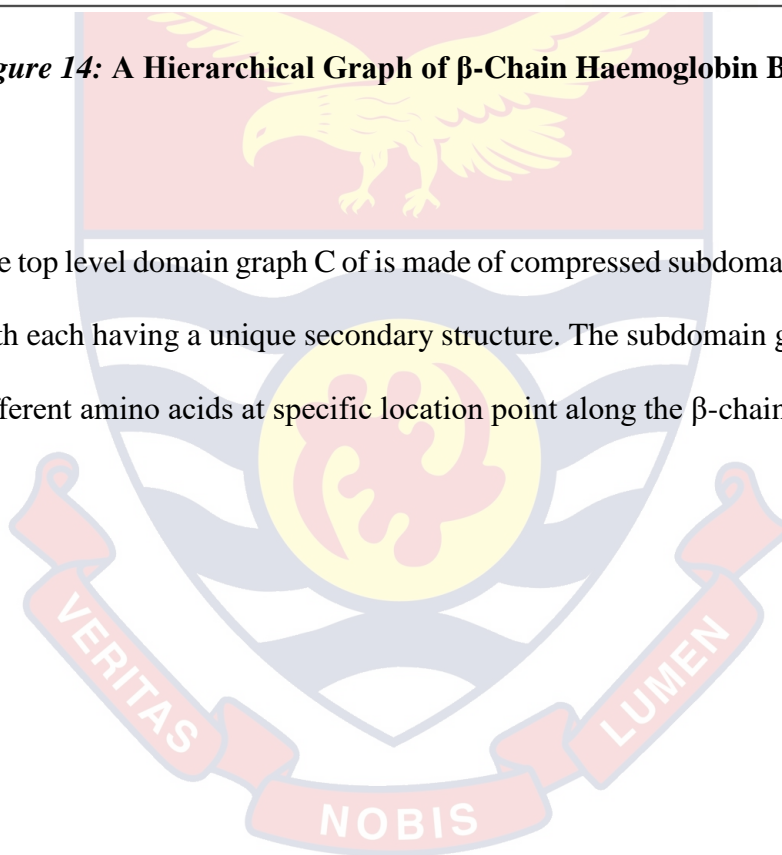 gure 14: A Hierarchical Graph of β-Chain Haemoglobin B
e top level domain graph C of is made of compressed subdoma
th each having a unique secondary structure. The subdomain g
fferent amino acids at specific location point along the β-chain
VERITAS
LUMEN
NOBIS